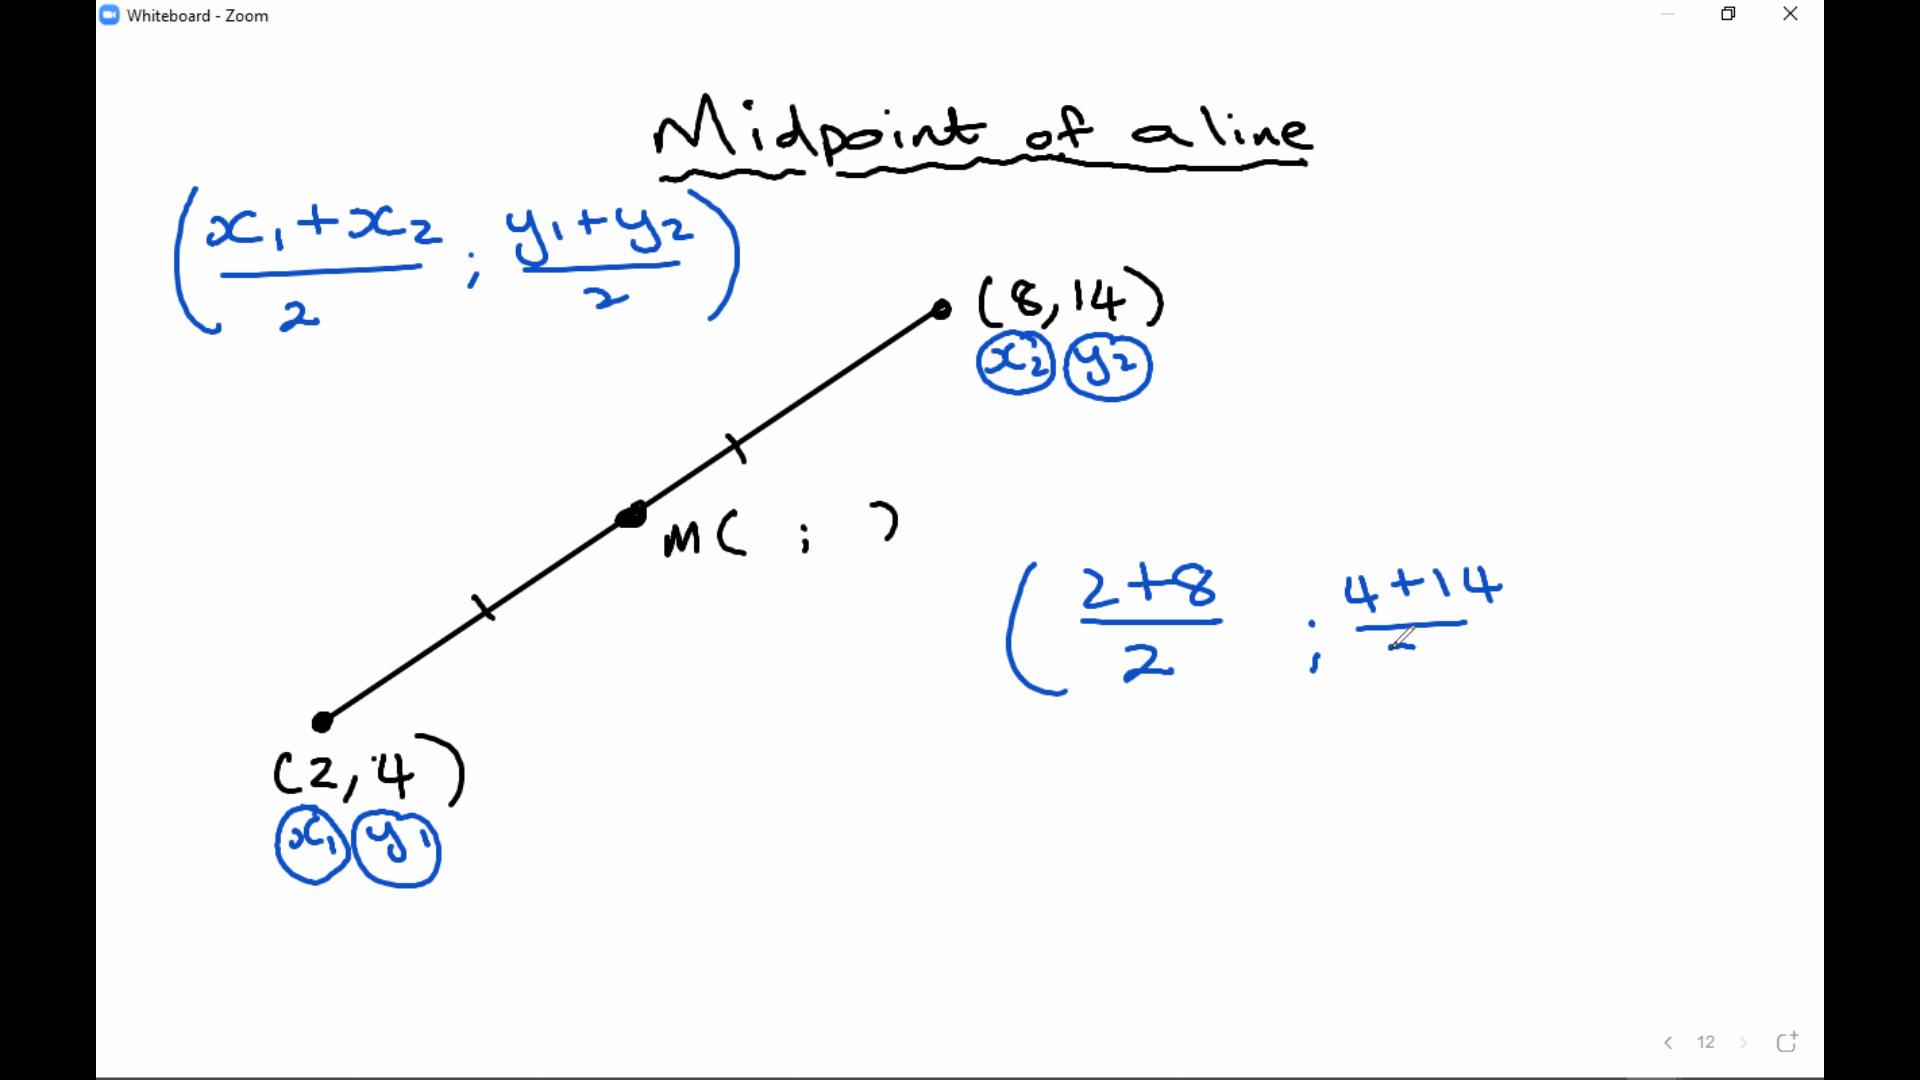 Whiteboard - Zoom
Midpoint of a line
(x₁+x₂/2 ; y₁+y₂/2)
(8,14)
x₂ y₂
M( ; )
(2+8/2 ; 4+14/
(2,4)
x₁ y₁
12